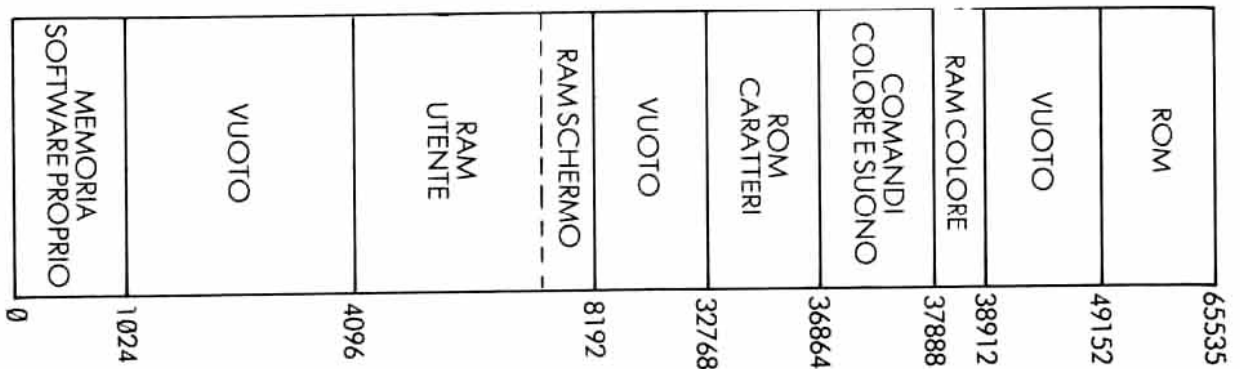 MEMORIA
SOFTWARE PROPRIO
VUOTO
RAM
UTENTE
RAM SCHERMO
VUOTO
ROM
CARATTERI
COMANDI
COLORE E SUONO
RAM COLORE
VUOTO
ROM
0
1024
4096
8192
32768
36864
37888
38912
49152
65535